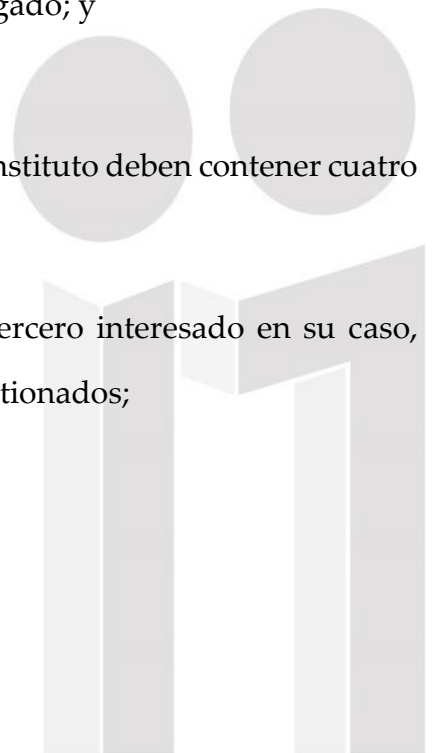 gado; y
nstituto deben contener cuatro
ercero interesado en su caso,
tionados;